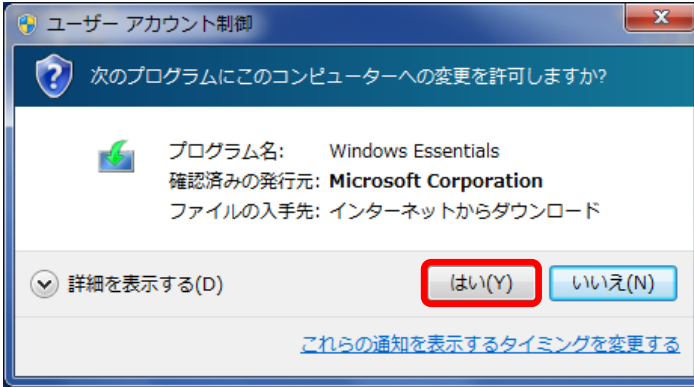 ユーザー アカウント制御
次のプログラムにこのコンピューターへの変更を許可しますか?
プログラム名: Windows Essentials
確認済みの発行元: Microsoft Corporation
ファイルの入手先: インターネットからダウンロード
詳細を表示する(D) はい(Y) いいえ(N)
これらの通知を表示するタイミングを変更する